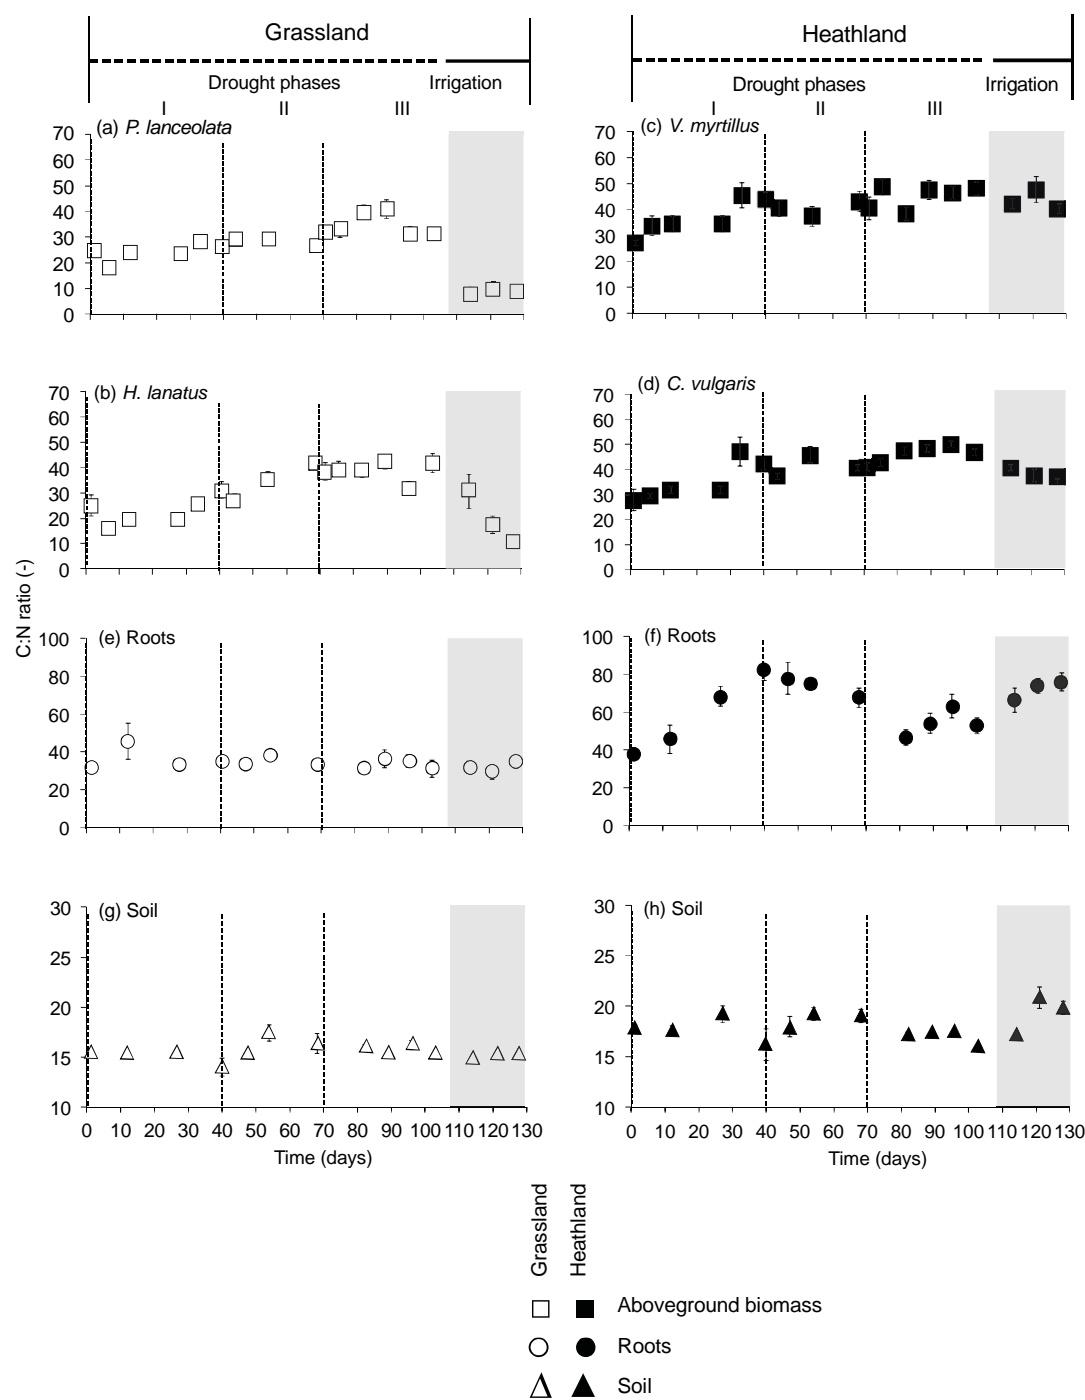 Grassland
Heathland
Drought phases
Irrigation
Drought phases
Irrigation
I
II
III
I
II
III
(a) P. lanceolata
(c) V. myrtillus
70
60
50
40
30
20
10
0
70
60
50
40
30
20
10
0
(b) H. lanatus
(d) C. vulgaris
70
60
50
40
30
20
10
0
70
60
50
40
30
20
10
0
C:N ratio (-)
(e) Roots
(f) Roots
100
80
60
40
20
0
100
80
60
40
20
0
(g) Soil
(h) Soil
30
25
20
15
10
30
25
20
15
10
0 10 20 30 40 50 60 70 80 90 100 110 120 130
0 10 20 30 40 50 60 70 80 90 100 110 120 130
Time (days)
Time (days)
Grassland
Heathland
Aboveground biomass
Roots
Soil